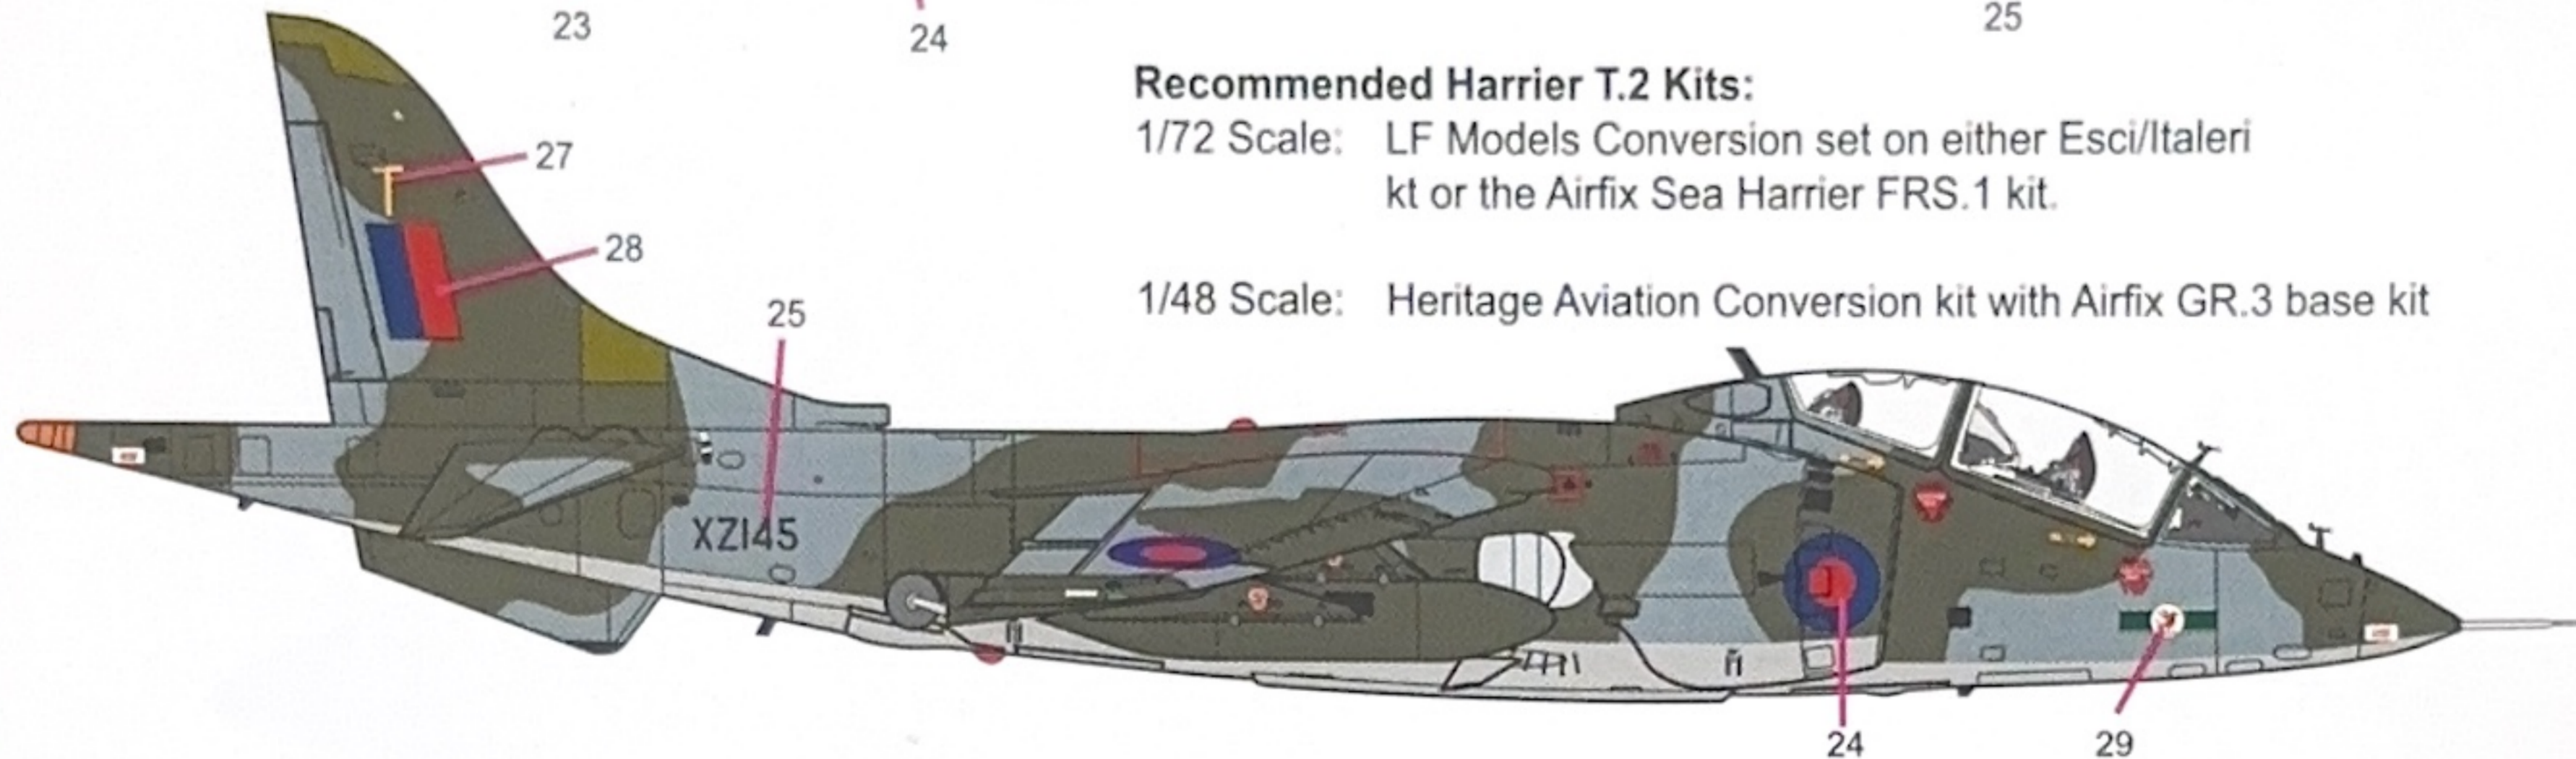 23
24
25
Recommended Harrier T.2 Kits:
1/72 Scale: LF Models Conversion set on either Esci/Italeri
kt or the Airfix Sea Harrier FRS.1 kit.
27
28
1/48 Scale: Heritage Aviation Conversion kit with Airfix GR.3 base kit
25
T
XZ145
24
29